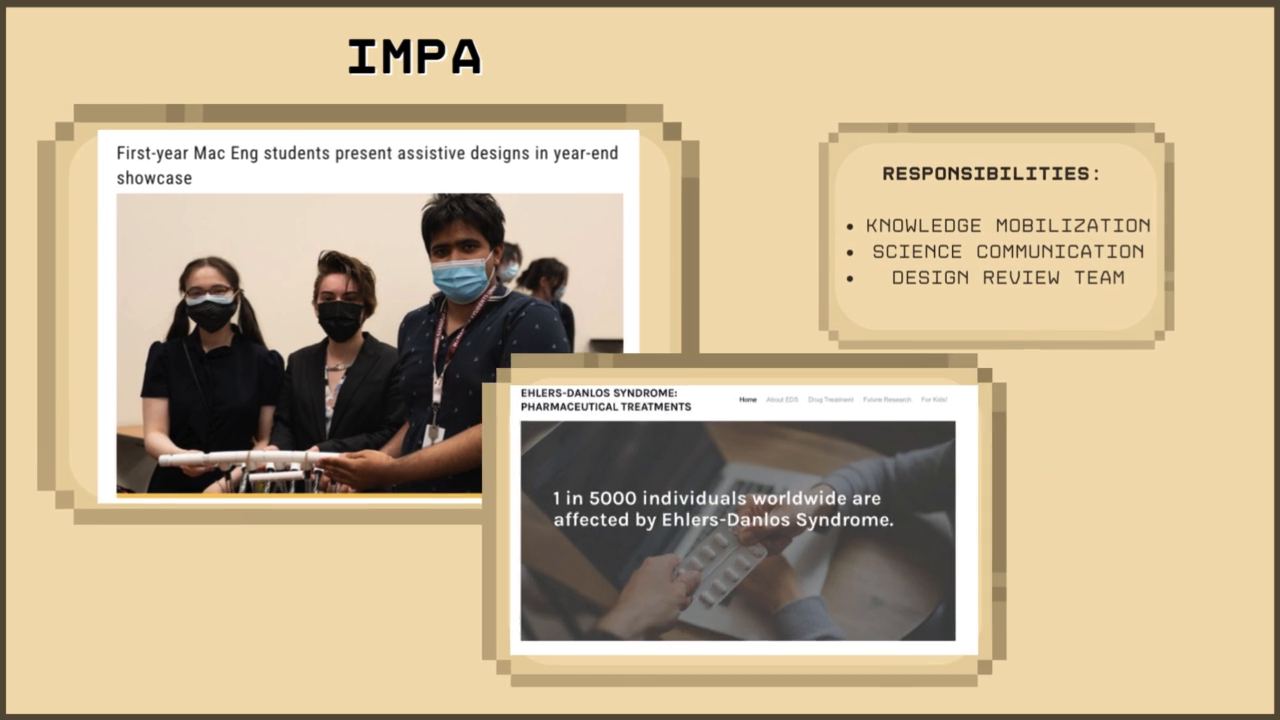 IMPA
First-year Mac Eng students present assistive designs in year-end
showcase
RESPONSIBILITIES:
• KNOWLEDGE MOBILIZATION
• SCIENCE COMMUNICATION
• DESIGN REVIEW TEAM
EHLERS-DANLOS SYNDROME:
PHARMACEUTICAL TREATMENTS
Home About EDS Drug Treatment Future Research For Kids!
1 in 5000 individuals worldwide are
affected by Ehlers-Danlos Syndrome.